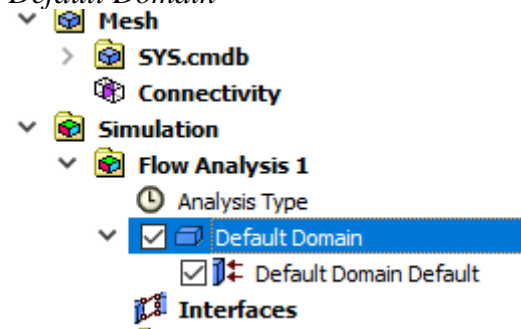 Default Domain
Mesh
SYS.cmdb
Connectivity
Simulation
Flow Analysis 1
Analysis Type
Default Domain
Default Domain Default
Interfaces